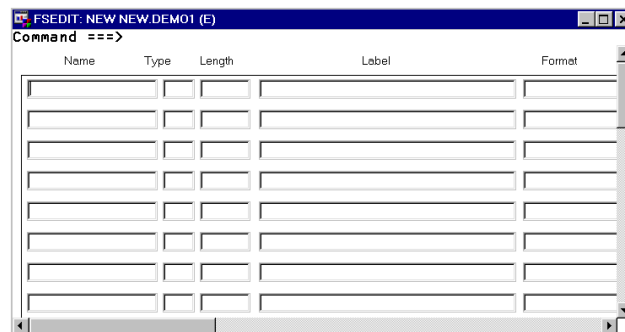 FSEDIT: NEW NEW.DEMO1 (E)
Command ===>
Name Type Length Label Format